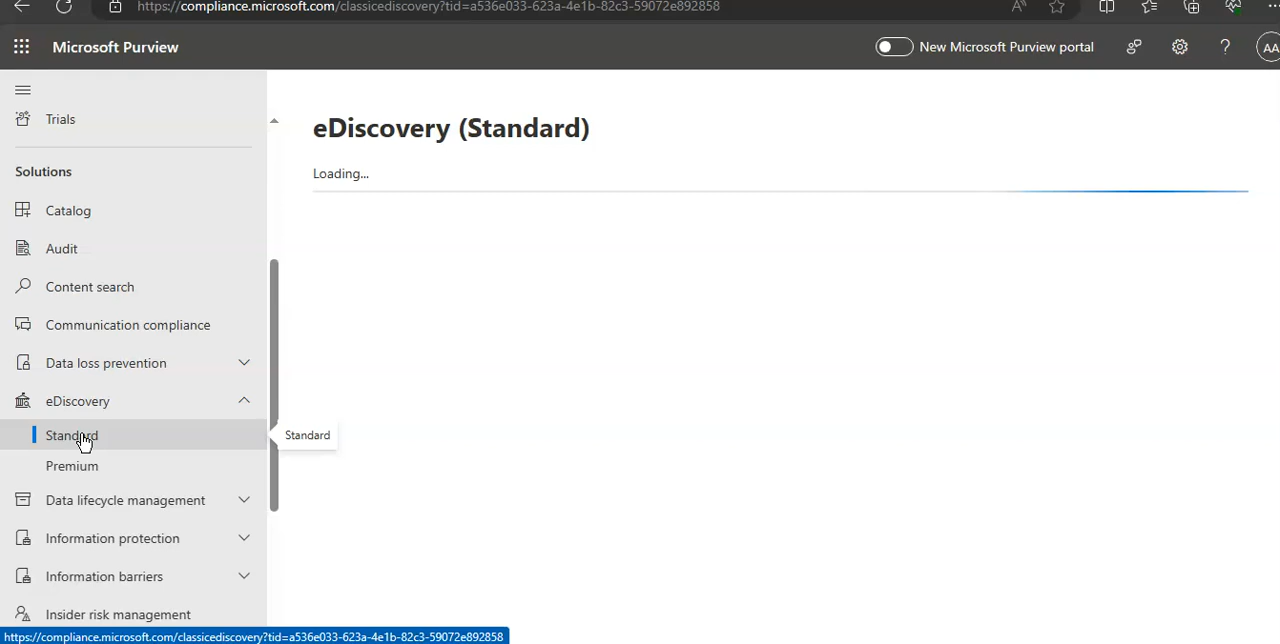 https://compliance.microsoft.com/classicediscovery?tid=a536e033-623a-4e1b-82c3-59072e892858
Microsoft Purview
New Microsoft Purview portal
?
AA
Trials
Solutions
Catalog
Audit
Content search
Communication compliance
Data loss prevention
eDiscovery
Standard
Premium
Data lifecycle management
Information protection
Information barriers
Insider risk management
eDiscovery (Standard)
Loading...
Standard
https://compliance.microsoft.com/classicediscovery?tid=a536e033-623a-4e1b-82c3-59072e892858